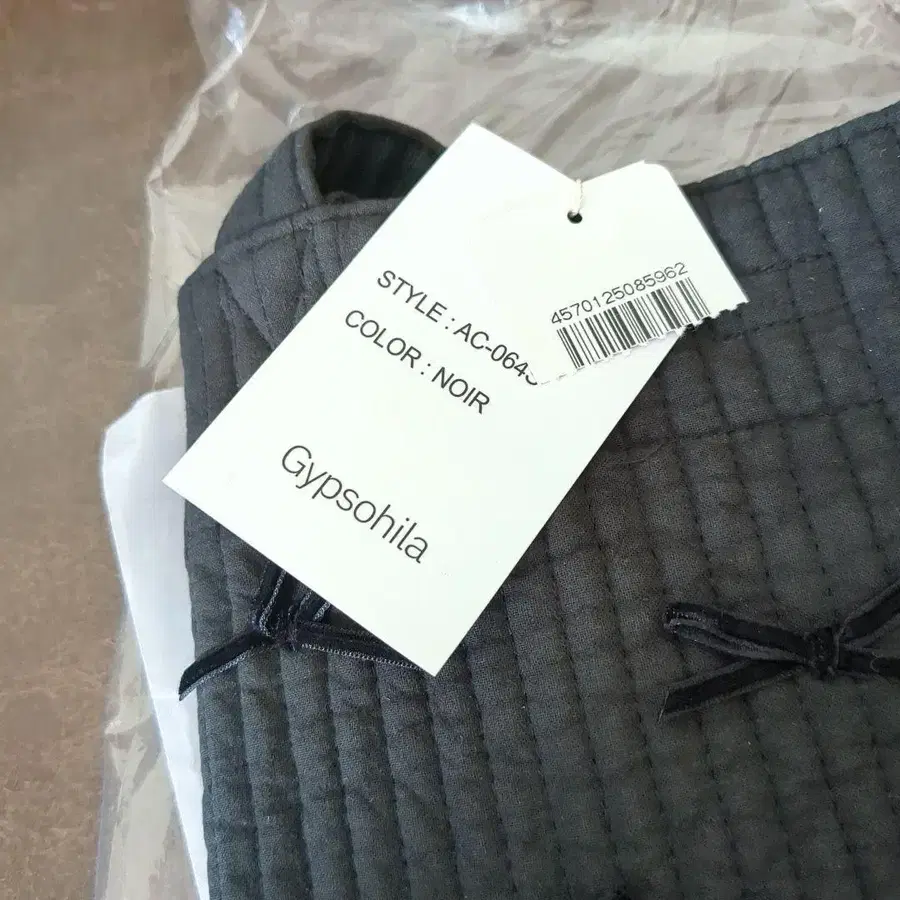 STYLE : AC-064
COLOR : NOIR
4570125085962
Gypsohila